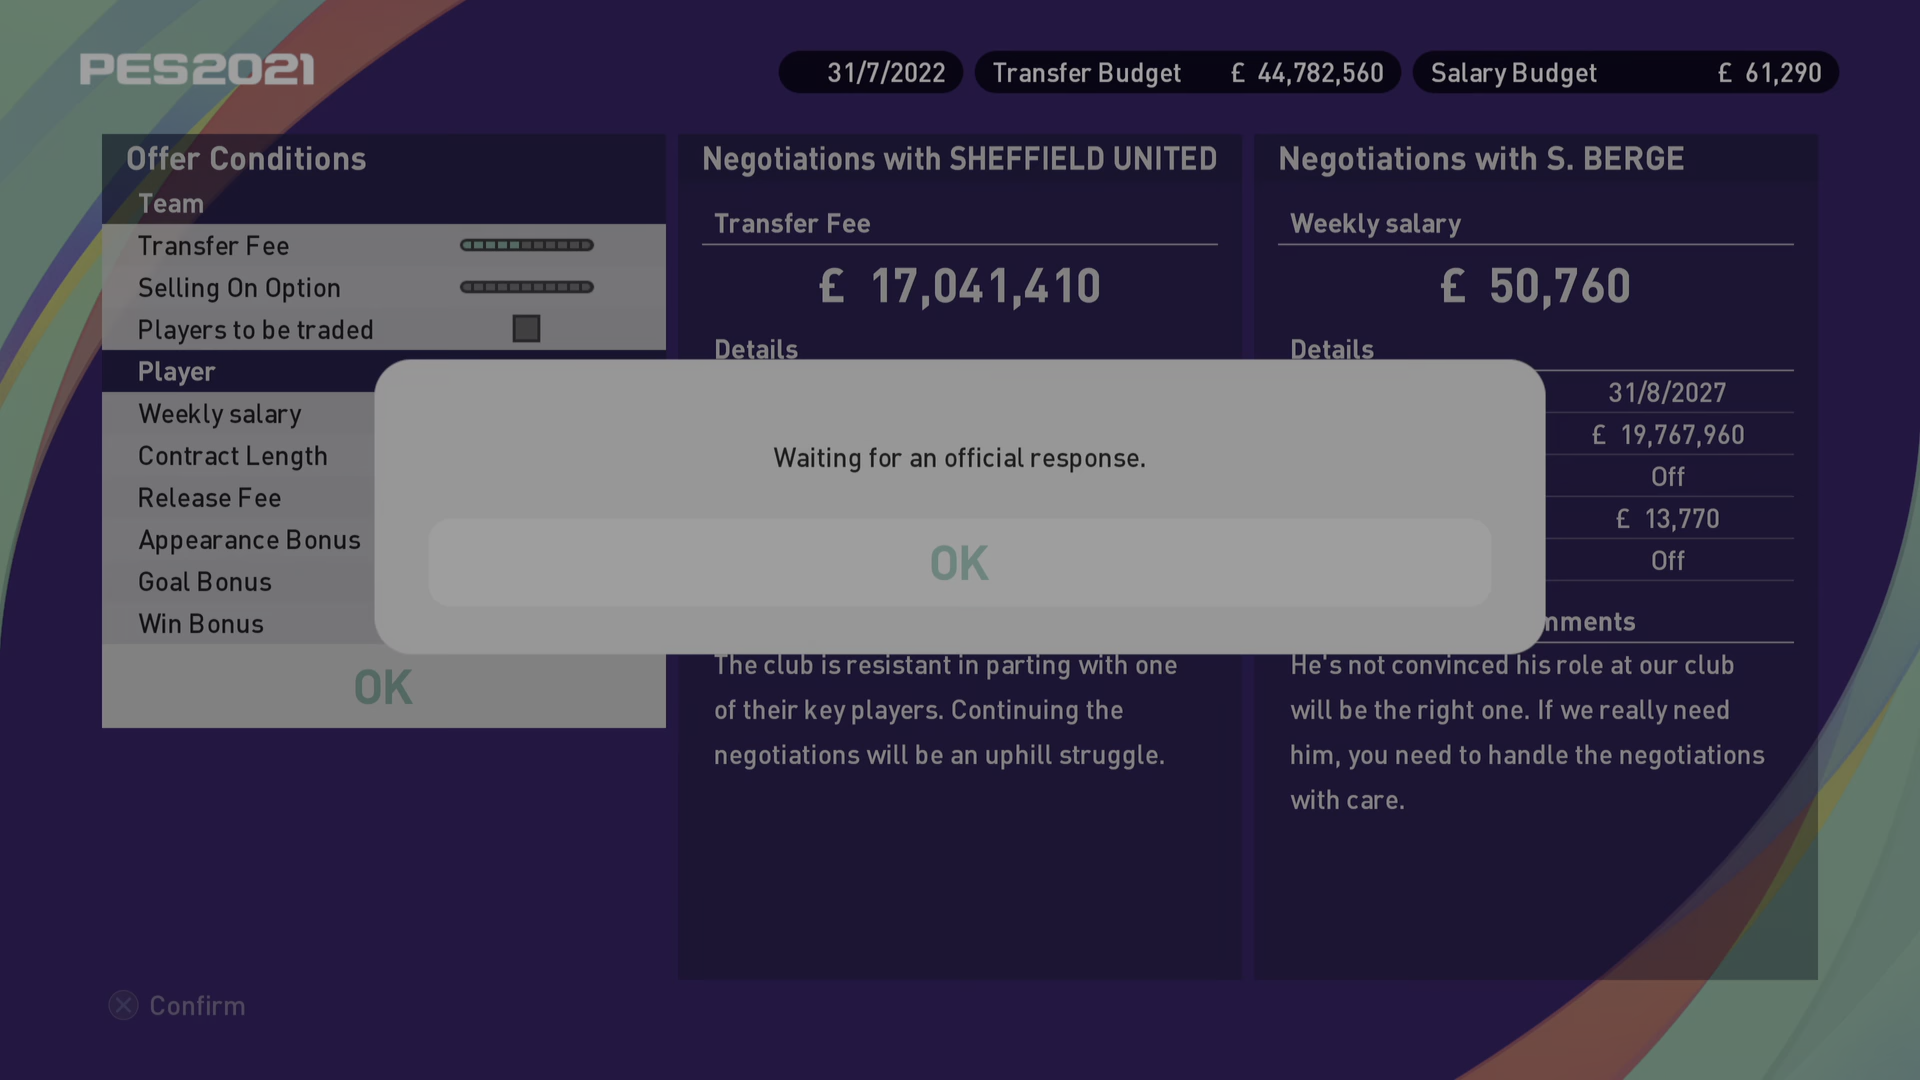 PES2021
31/7/2022
Transfer Budget £ 44,782,560
Salary Budget £ 61,290
Offer Conditions
Team
Transfer Fee
Selling On Option
Players to be traded
Player
Weekly salary
Contract Length
Release Fee
Appearance Bonus
Goal Bonus
Win Bonus
OK
Negotiations with SHEFFIELD UNITED
Transfer Fee
£ 17,041,410
Details
The club is resistant in parting with one
of their key players. Continuing the
negotiations will be an uphill struggle.
Negotiations with S. BERGE
Weekly salary
£ 50,760
Details
31/8/2027
£ 19,767,960
Off
£ 13,770
Off
mments
He's not convinced his role at our club
will be the right one. If we really need
him, you need to handle the negotiations
with care.
Waiting for an official response.
OK
Confirm